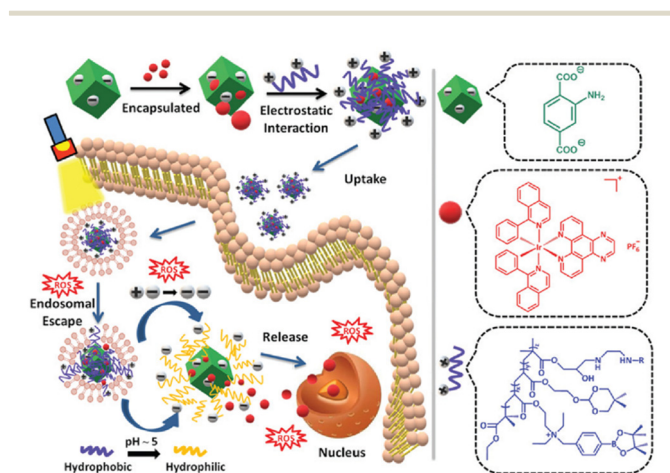 Encapsulated
Electrostatic
Interaction
Uptake
ROS
Endosomal
Escape
ROS
Release
ROS
ROS
pH ~ 5
Hydrophobic
Hydrophilic
Nucleus
COO⊖
NH₂
COO⊖
]⁺
N
N
N
Ir
N
N
N
PF₆⁻
O
O
OH
N
H
N-R
H
O
O
O
O
O
O
O
O
O
O
N
+
B
O
O